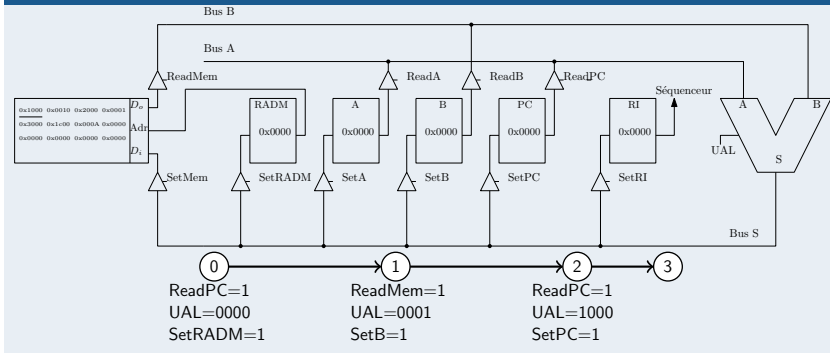 Bus B
Bus A
ReadMem
ReadA
ReadB
ReadPC
Séquenceur
0x1000 0x0010 0x2000 0x0001
0x3000 0x1c00 0x000A 0x0000
0x0000 0x0000 0x0000 0x0000
Do
Adr
Di
RADM
0x0000
A
0x0000
B
0x0000
PC
0x0000
RI
0x0000
A
B
S
UAL
SetMem
SetRADM
SetA
SetB
SetPC
SetRI
Bus S
0
1
2
3
ReadPC=1
UAL=0000
SetRADM=1
ReadMem=1
UAL=0001
SetB=1
ReadPC=1
UAL=1000
SetPC=1